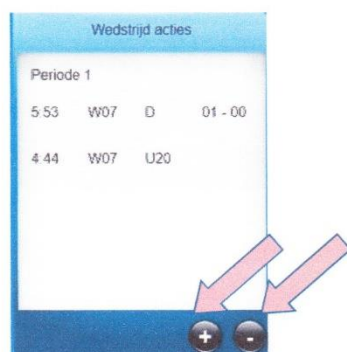 Wedstrijd acties
Periode 1
5:53 W07 D 01 - 00
4:44 W07 U20
+ -